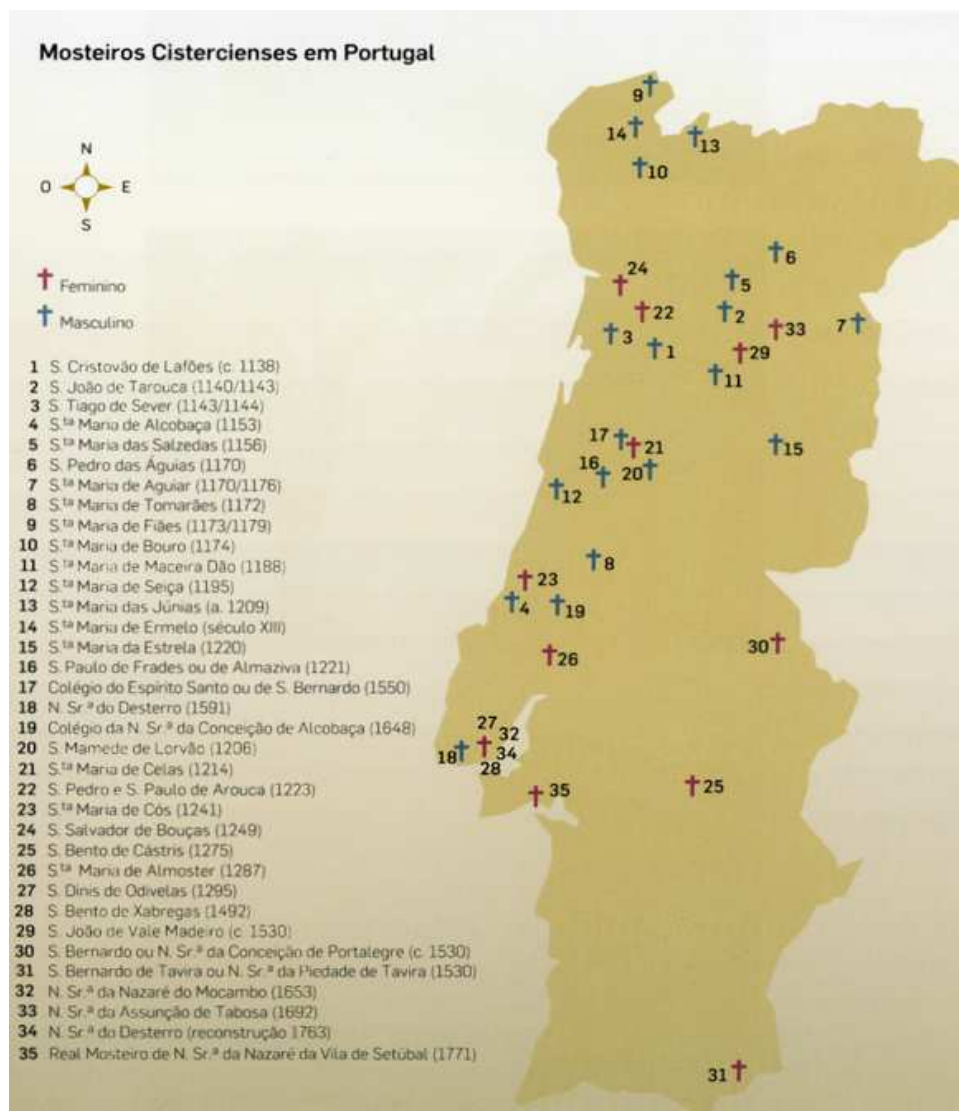 Mosteiros Cistercienses em Portugal
N
O E
S
Feminino
Masculino
1 S. Cristovão de Lafões (c. 1138)
2 S. João de Tarouca (1140/1143)
3 S. Tiago de Sever (1143/1144)
4 S.ta Maria de Alcobaça (1153)
5 S.ta Maria das Salzedas (1156)
6 S. Pedro das Águias (1170)
7 S.ta Maria de Aguiar (1170/1176)
8 S.ta Maria de Tomarães (1172)
9 S.ta Maria de Fiães (1173/1179)
10 S.ta Maria de Bouro (1174)
11 S.ta Maria de Maceira Dão (1188)
12 S.ta Maria de Seiça (1195)
13 S.ta Maria das Júnias (a. 1209)
14 S.ta Maria de Ermelo (século XIII)
15 S.ta Maria da Estrela (1220)
16 S. Paulo de Frades ou de Almaziva (1221)
17 Colégio do Espírito Santo ou de S. Bernardo (1550)
18 N. Sr.ª do Desterro (1591)
19 Colégio da N. Sr.ª da Conceição de Alcobaça (1648)
20 S. Mamede de Lorvão (1206)
21 S.ta Maria de Celas (1214)
22 S. Pedro e S. Paulo de Arouca (1223)
23 S.ta Maria de Cós (1241)
24 S. Salvador de Bouças (1249)
25 S. Bento de Cástris (1275)
26 S.ta Maria de Almoster (1287)
27 S. Dinis de Odivelas (1295)
28 S. Bento de Xabregas (1492)
29 S. João de Vale Madeiro (c. 1530)
30 S. Bernardo ou N. Sr.ª da Conceição de Portalegre (c. 1530)
31 S. Bernardo de Tavira ou N. Sr.ª da Piedade de Tavira (1530)
32 N. Sr.ª da Nazaré do Mocambo (1653)
33 N. Sr.ª da Assunção de Tabosa (1692)
34 N. Sr.ª do Desterro (reconstrução 1763)
35 Real Mosteiro de N. Sr.ª da Nazaré da Vila de Setúbal (1771)
9
14
13
10
6
24
5
22
2
7
33
3
1
29
11
17
21
15
16
20
12
8
23
4
19
30
26
27
32
18
34
28
25
35
31